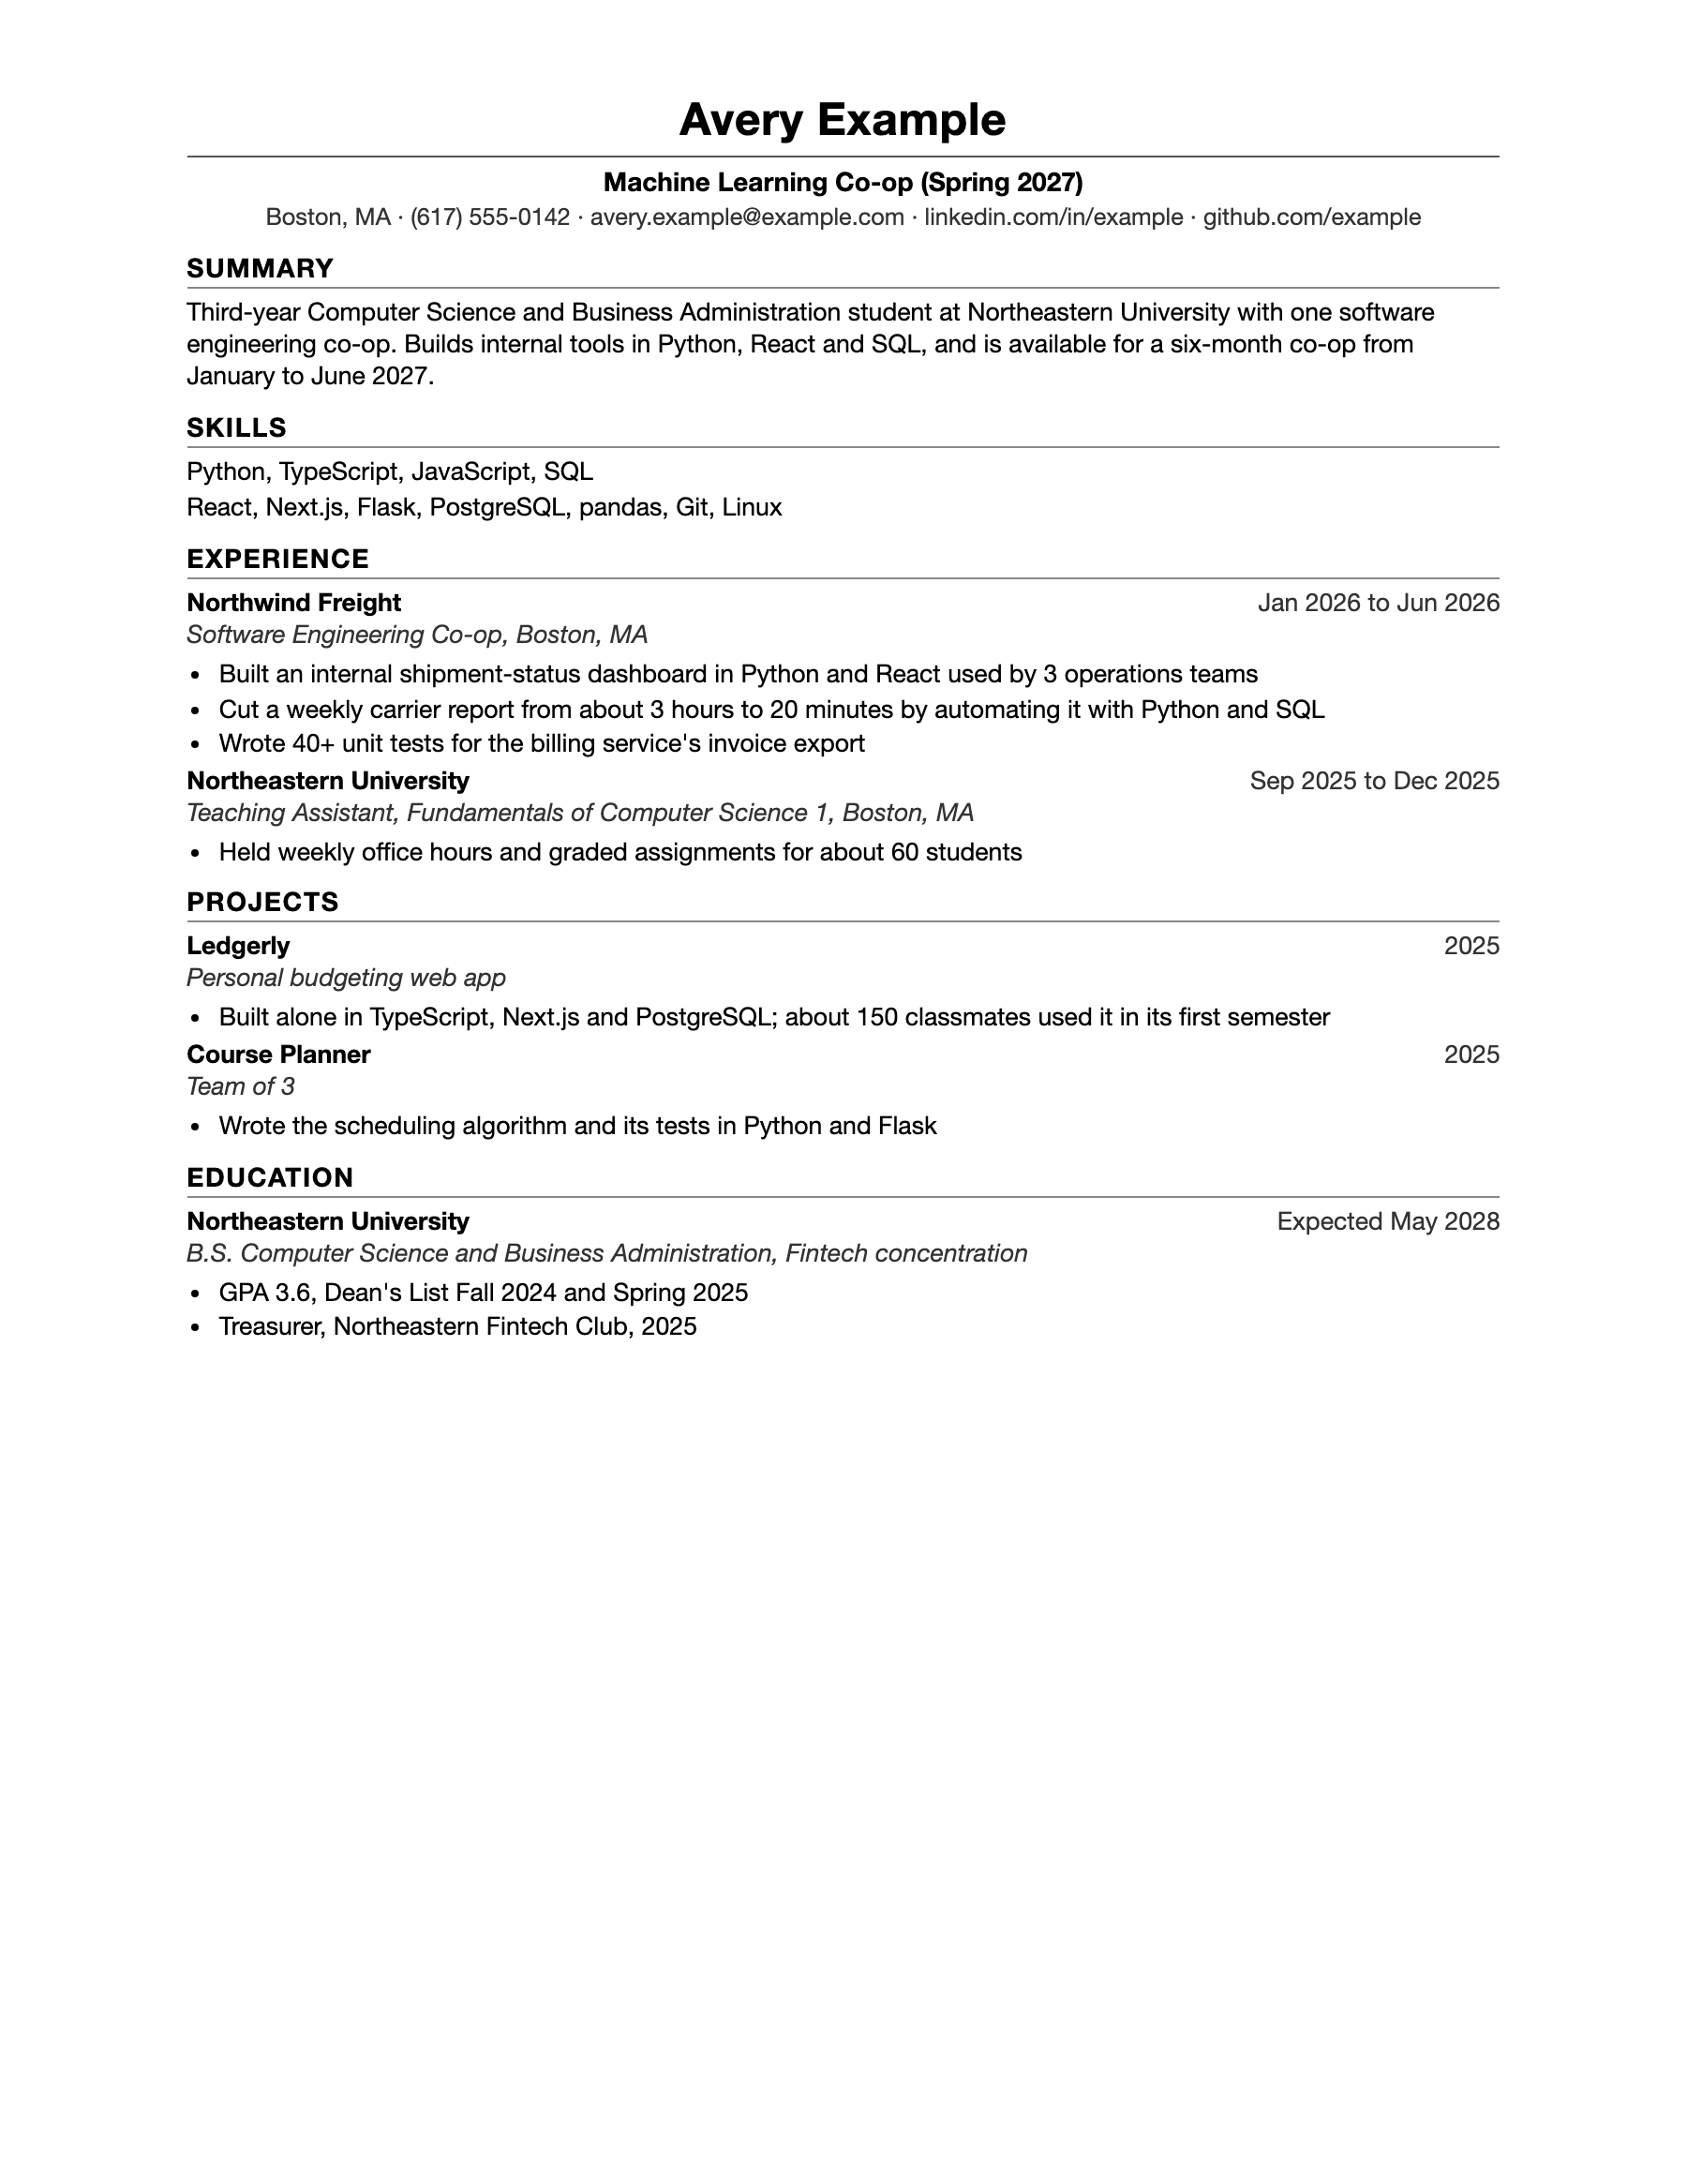 Avery Example
Machine Learning Co-op (Spring 2027)
Boston, MA · (617) 555-0142 · avery.example@example.com · linkedin.com/in/example · github.com/example
SUMMARY
Third-year Computer Science and Business Administration student at Northeastern University with one software
engineering co-op. Builds internal tools in Python, React and SQL, and is available for a six-month co-op from
January to June 2027.
SKILLS
Python, TypeScript, JavaScript, SQL
React, Next.js, Flask, PostgreSQL, pandas, Git, Linux
EXPERIENCE
Northwind Freight Jan 2026 to Jun 2026
Software Engineering Co-op, Boston, MA
• Built an internal shipment-status dashboard in Python and React used by 3 operations teams
• Cut a weekly carrier report from about 3 hours to 20 minutes by automating it with Python and SQL
• Wrote 40+ unit tests for the billing service's invoice export
Northeastern University Sep 2025 to Dec 2025
Teaching Assistant, Fundamentals of Computer Science 1, Boston, MA
• Held weekly office hours and graded assignments for about 60 students
PROJECTS
Ledgerly 2025
Personal budgeting web app
• Built alone in TypeScript, Next.js and PostgreSQL; about 150 classmates used it in its first semester
Course Planner 2025
Team of 3
• Wrote the scheduling algorithm and its tests in Python and Flask
EDUCATION
Northeastern University Expected May 2028
B.S. Computer Science and Business Administration, Fintech concentration
• GPA 3.6, Dean's List Fall 2024 and Spring 2025
• Treasurer, Northeastern Fintech Club, 2025